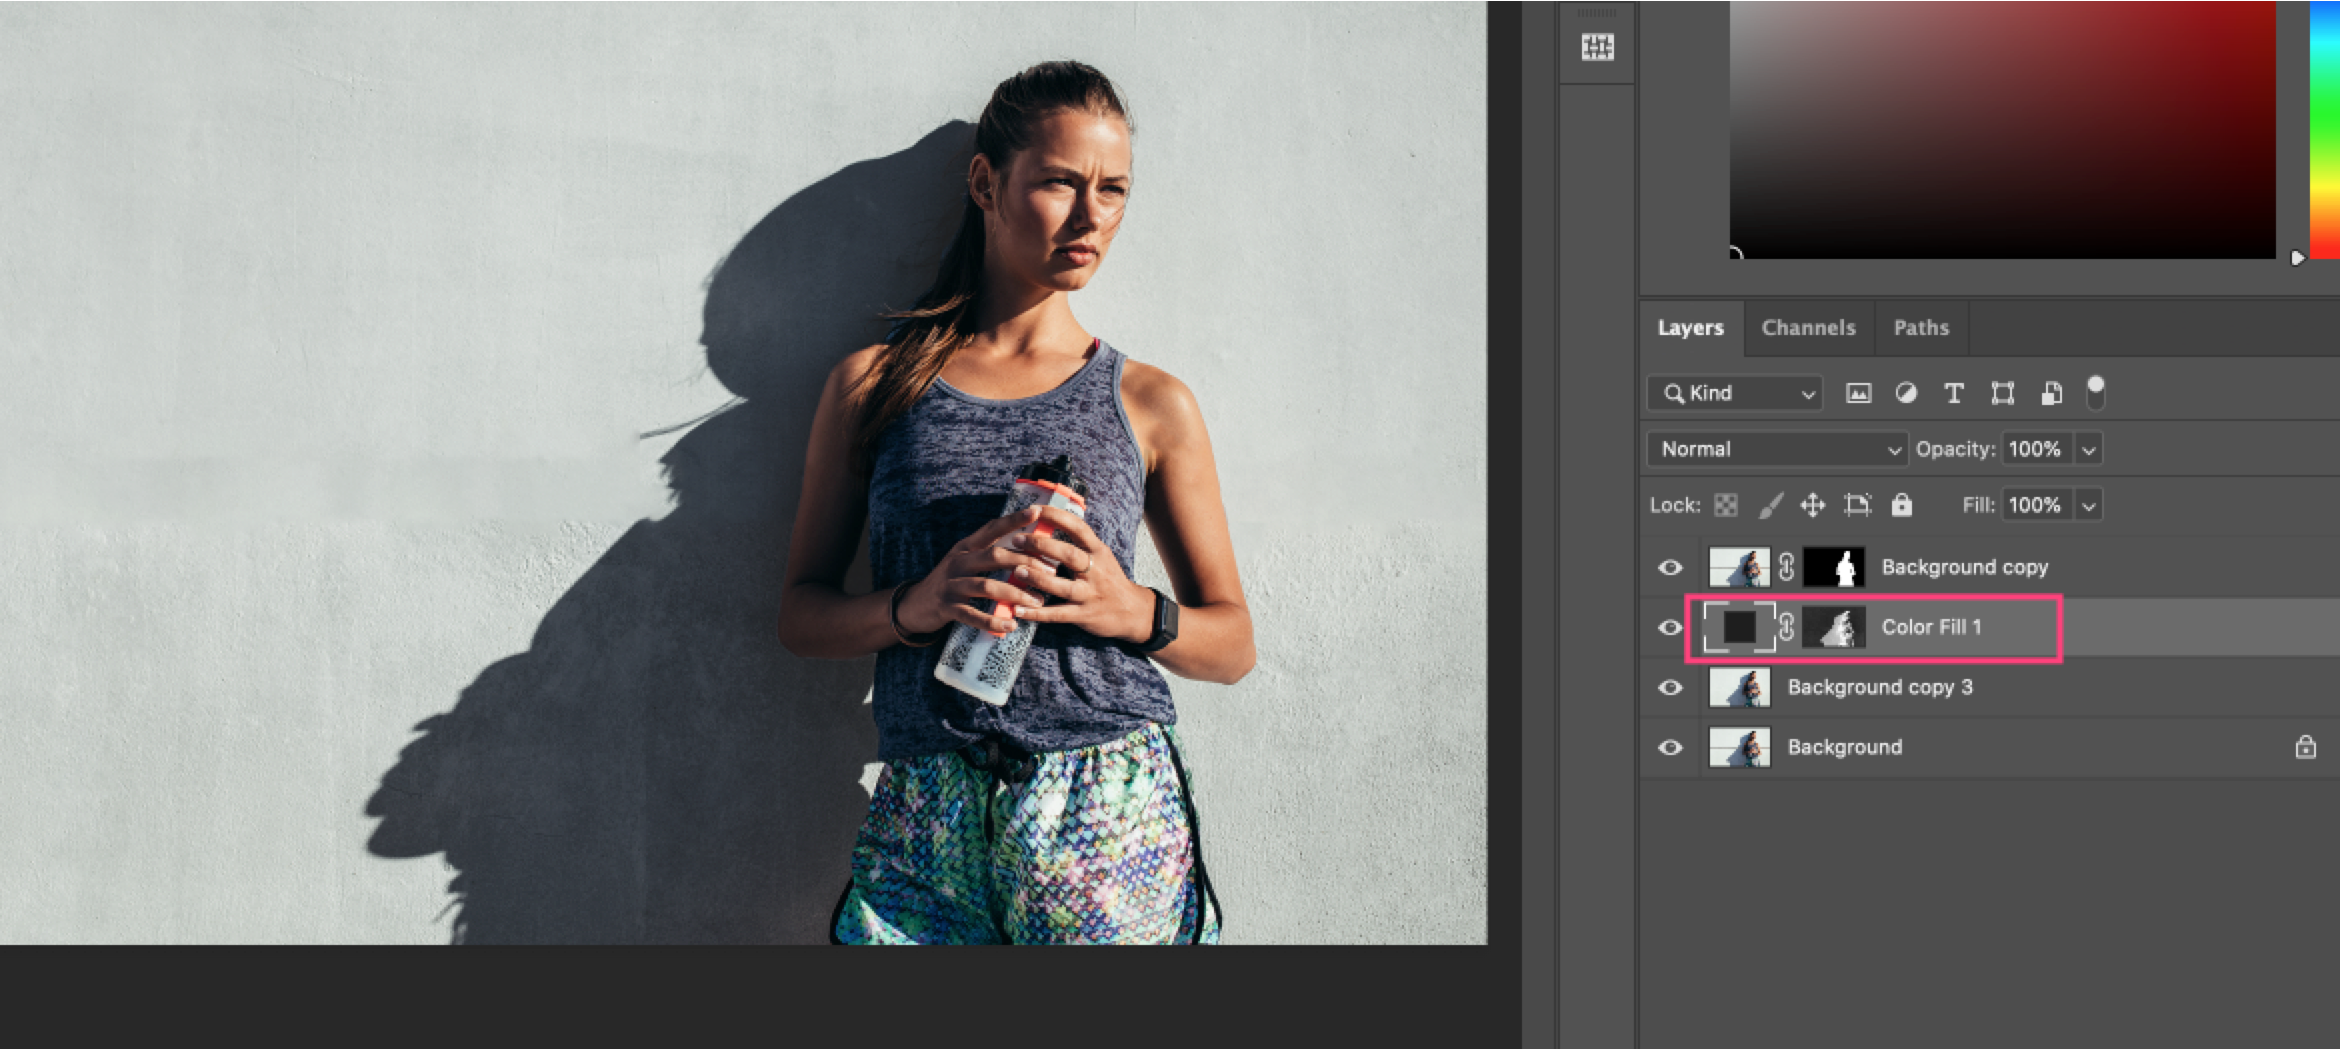 Layers Channels Paths
Kind
Normal Opacity: 100%
Lock: Fill: 100%
Background copy
Color Fill 1
Background copy 3
Background